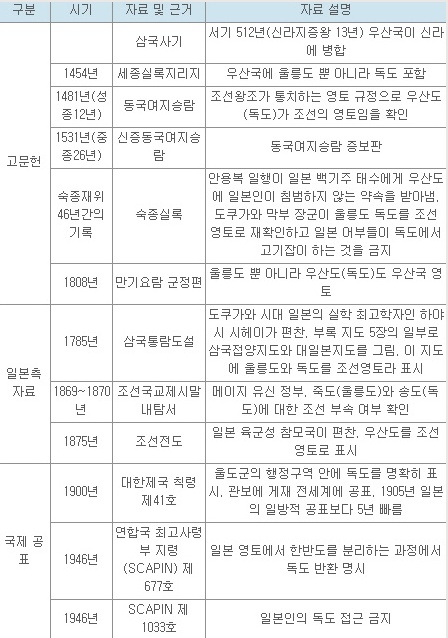 구분 시기 자료 및 근거 자료 설명
고문헌
삼국사기
서기 512년(신라지증왕 13년) 우산국이 신라
에 병합
1454년 세종실록지리지 우산국에 울릉도 뿐 아니라 독도 포함
1481년(성
종12년)
동국여지승람
조선왕조가 통치하는 영토 규정으로 우산도
(독도)가 조선의 영토임을 확인
1531년(중
종26년)
신증동국여지승
람
동국여지승람 증보판
숙종재위
46년간의
기록
숙종실록
안용복 일행이 일본 백기주 태수에게 우산도
에 일본인이 침범하지 않는 약속을 받아냄,
도쿠가와 막부 장군이 울릉도 독도를 조선
영토로 재확인하고 일본 어부들이 독도에서
고기잡이 하는 것을 금지
1808년 만기요람 군정편
울릉도 뿐 아니라 우산도(독도)도 우산국 영
토
일본측
자료
1785년 삼국통람도설
도쿠가와 시대 일본의 실학 최고학자인 하야
시 시헤이가 편찬, 부록 지도 5장의 일부로
삼국접양지도와 대일본지도를 그림, 이 지도
에 울릉도와 독도를 조선영토라 표시
1869~1870
년
조선국교제시말
내탐서
메이지 유신 정부, 죽도(울릉도)와 송도(독
도)에 대한 조선 부속 여부 확인
1875년 조선전도
일본 육군성 참모국이 편찬, 우산도를 조선
영토로 표시
국제 공
표
1900년
대한제국 칙령
제41호
울도군의 행정구역 안에 독도를 명확히 표
시, 관보에 게재 전세계에 공표, 1905년 일본
의 일방적 공표보다 5년 빠름
1946년
연합국 최고사령
부 지령
(SCAPIN) 제
677호
일본 영토에서 한반도를 분리하는 과정에서
독도 반환 명시
1946년
SCAPIN 제
1033호
일본인의 독도 접근 금지